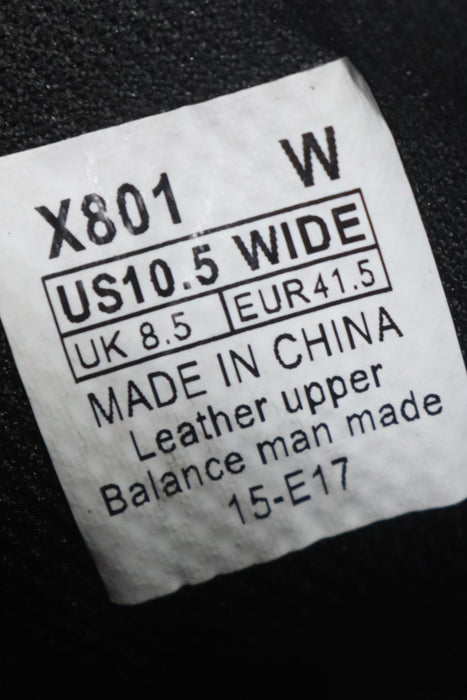 X801 W
US10.5 WIDE
UK 8.5 EUR41.5
MADE IN CHINA
Leather upper
Balance man made
15-E17